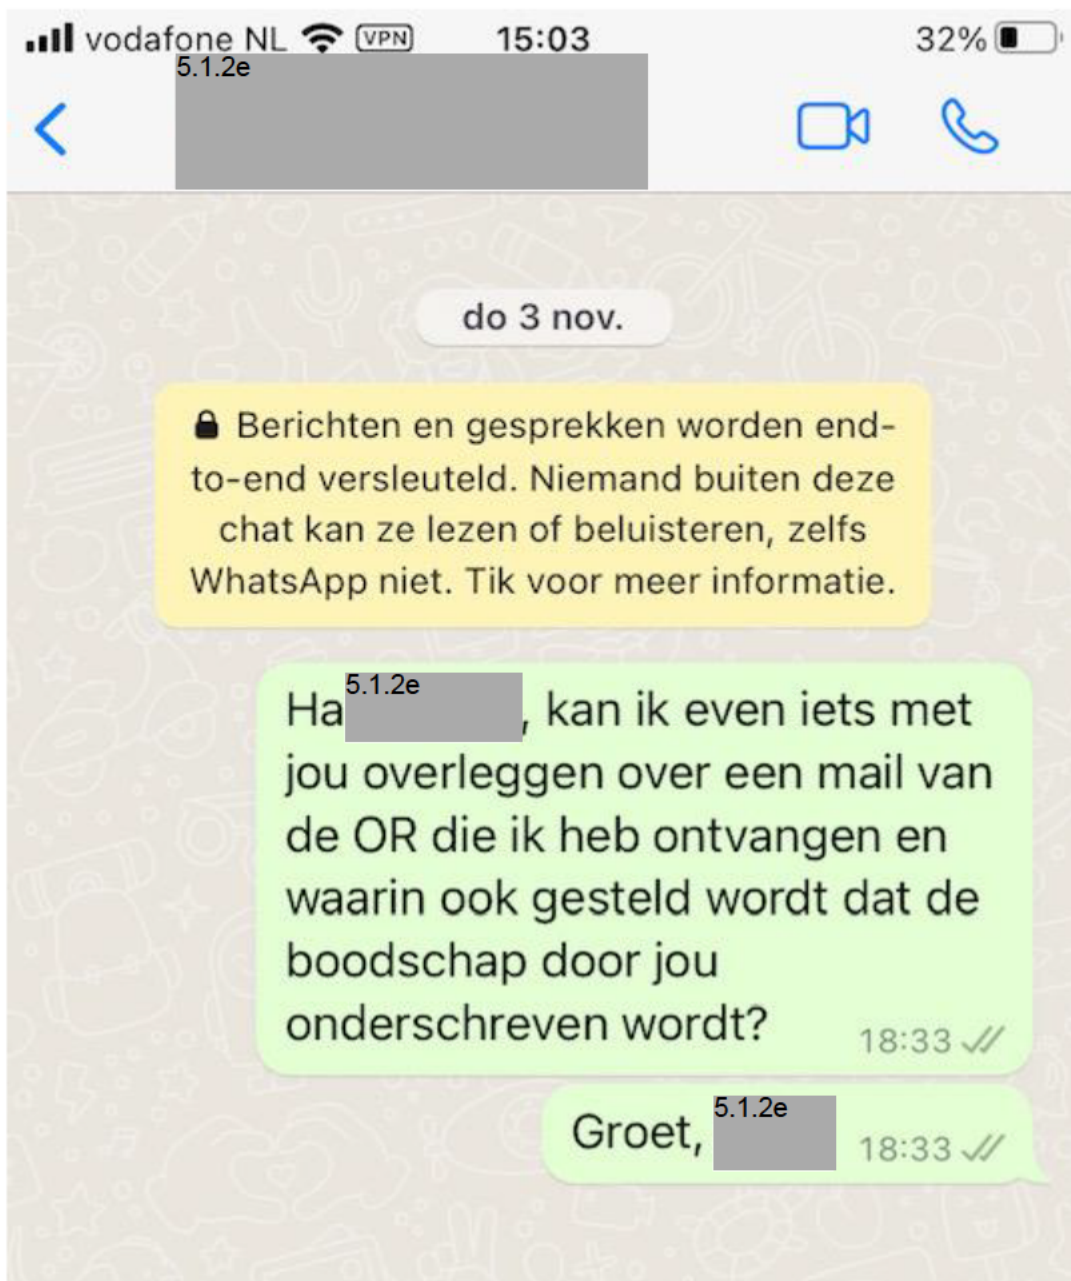 vodafone NL VPN 15:03 32%
5.1.2e
do 3 nov.
Berichten en gesprekken worden end-
to-end versleuteld. Niemand buiten deze
chat kan ze lezen of beluisteren, zelfs
WhatsApp niet. Tik voor meer informatie.
Ha 5.1.2e, kan ik even iets met
jou overleggen over een mail van
de OR die ik heb ontvangen en
waarin ook gesteld wordt dat de
boodschap door jou
onderschreven wordt?
18:33
Groet, 5.1.2e
18:33